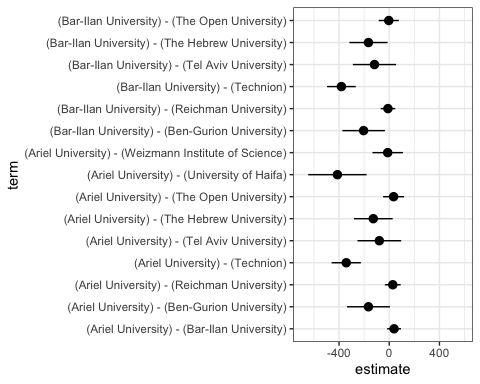 (Bar-Ilan University) - (The Open University)
(Bar-Ilan University) - (The Hebrew University)
(Bar-Ilan University) - (Tel Aviv University)
(Bar-Ilan University) - (Technion)
(Bar-Ilan University) - (Reichman University)
(Bar-Ilan University) - (Ben-Gurion University)
(Ariel University) - (Weizmann Institute of Science)
(Ariel University) - (University of Haifa)
(Ariel University) - (The Open University)
(Ariel University) - (The Hebrew University)
(Ariel University) - (Tel Aviv University)
(Ariel University) - (Technion)
(Ariel University) - (Reichman University)
(Ariel University) - (Ben-Gurion University)
(Ariel University) - (Bar-Ilan University)
term
-400 0 400
estimate